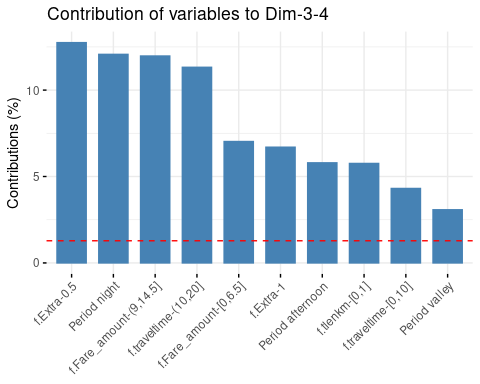 Contribution of variables to Dim-3-4
Contributions (%)
10
5
0
f.Extra-0.5
Period night
f.Fare_amount-(9,14.5]
f.traveltime-(10,20]
f.Fare_amount-[0,6.5]
f.Extra-1
Period afternoon
f.tlenkm-[0,1]
f.traveltime-[0,10]
Period valley